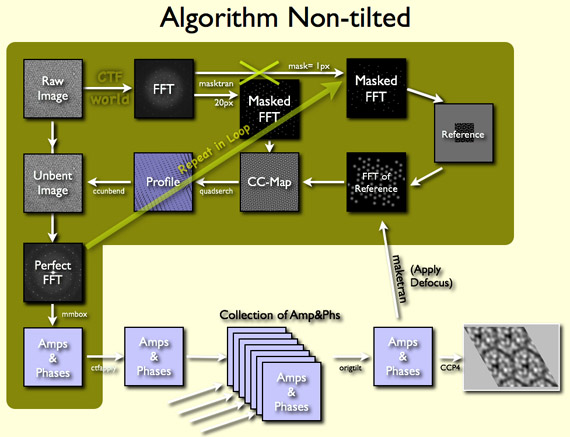 Algorithm Non-tilted
Raw
Image
CTF
world
FFT
masktran
20px
mask= 1px
Masked
FFT
Masked
FFT
Reference
Repeat in Loop
Unbent
Image
ccunbend
Profile
quadserch
CC-Map
FFT of
Reference
Perfect
FFT
maketran
(Apply
Defocus)
mmbox
Collection of Amp&Phs
Amps
&
Phases
ctfapply
Amps
&
Phases
Amps
&
Phases
origtilt
Amps
&
Phases
CCP4